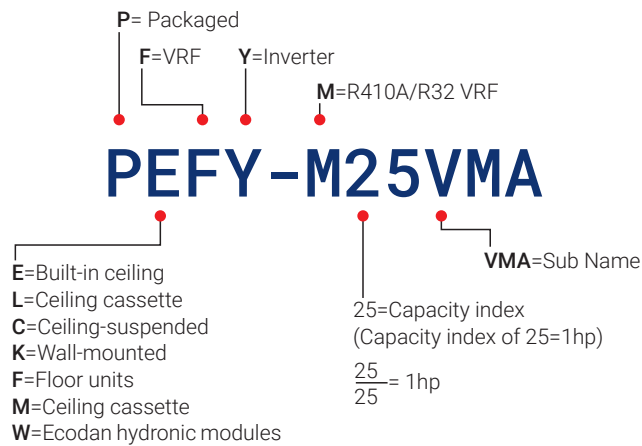 P= Packaged
F=VRF
Y=Inverter
M=R410A/R32 VRF
PEFY-M25VMA
E=Built-in ceiling
L=Ceiling cassette
C=Ceiling-suspended
K=Wall-mounted
F=Floor units
M=Ceiling cassette
W=Ecodan hydronic modules
25=Capacity index
(Capacity index of 25=1hp)
25
25
= 1hp
VMA=Sub Name